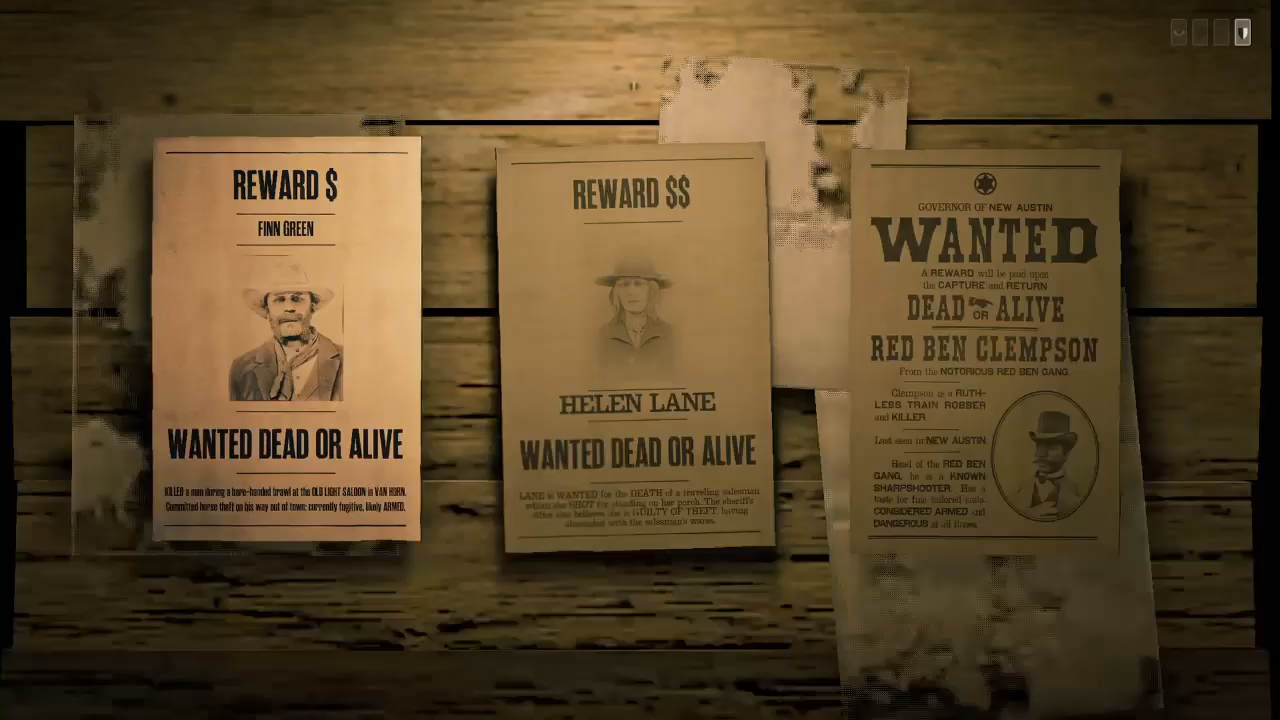 REWARD $
FINN GREEN
WANTED DEAD OR ALIVE
KILLED a man during a bare-handed brawl at the OLD LIGHT SALOON in VAN HORN.
Committed horse theft on his way out of town: currently fugitive, likely ARMED.
REWARD $$
HELEN LANE
WANTED DEAD OR ALIVE
LANE is WANTED for the DEATH of a traveling salesman
whom she SHOT for standing on her porch. The sheriff's
office also believes she is GUILTY OF THEFT, having
absconded with the salesman's wares.
GOVERNOR OF NEW AUSTIN
WANTED
A REWARD will be paid upon
the CAPTURE and RETURN
DEAD OR ALIVE
RED BEN CLEMPSON
From the NOTORIOUS RED BEN GANG.
Clempson is a RUTH-
LESS TRAIN ROBBER
and KILLER
Last seen in NEW AUSTIN
Head of the RED BEN
GANG, he is a KNOWN
SHARPSHOOTER. Has a
taste for fine tailored suits.
CONSIDERED ARMED and
DANGEROUS at all times.